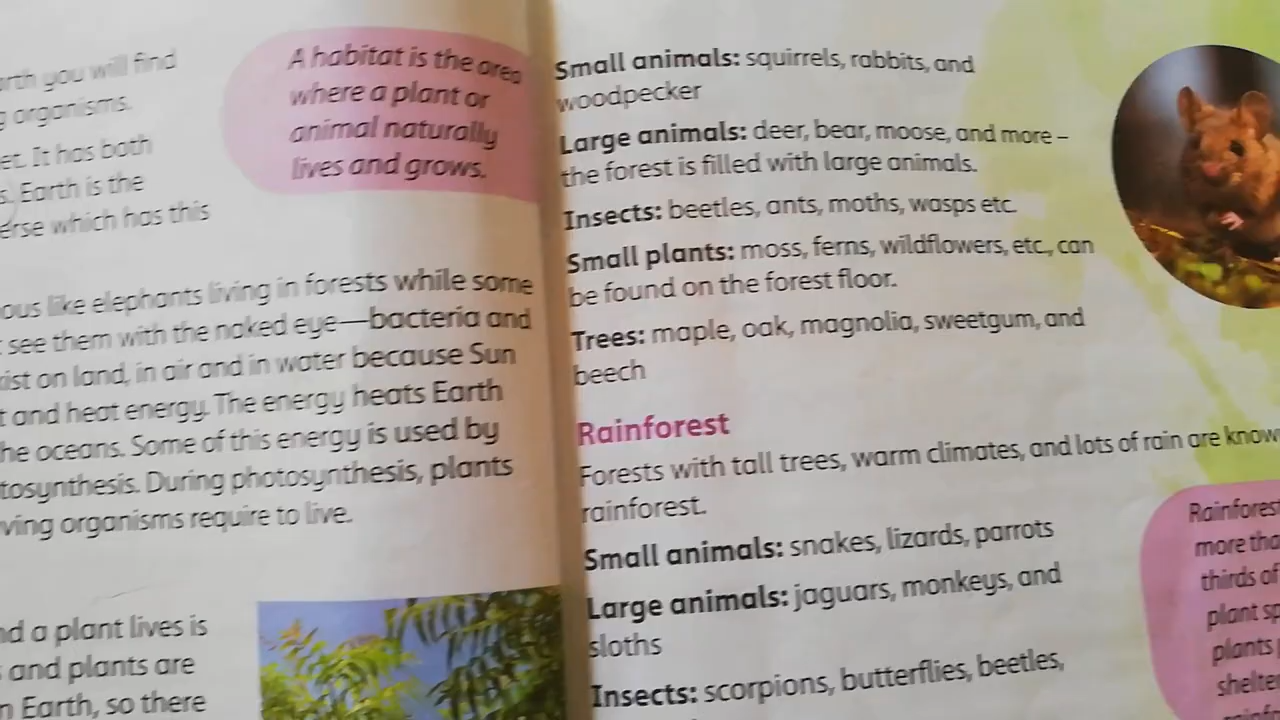 arth you will find
g organisms.
et. It has both
s. Earth is the
erse which has this
A habitat is the area
where a plant or
animal naturally
lives and grows.
ous like elephants living in forests while some
see them with the naked eye—bacteria and
xist on land, in air and in water because Sun
t and heat energy. The energy heats Earth
he oceans. Some of this energy is used by
tosynthesis. During photosynthesis, plants
ving organisms require to live.
nd a plant lives is
and plants are
n Earth, so there
Small animals: squirrels, rabbits, and
woodpecker
Large animals: deer, bear, moose, and more –
the forest is filled with large animals.
Insects: beetles, ants, moths, wasps etc.
Small plants: moss, ferns, wildflowers, etc., can
be found on the forest floor.
Trees: maple, oak, magnolia, sweetgum, and
beech
Rainforest
Forests with tall trees, warm climates, and lots of rain are know
rainforest.
Small animals: snakes, lizards, parrots
Large animals: jaguars, monkeys, and
sloths
Insects: scorpions, butterflies, beetles,
Rainfores
more tha
thirds of
plant sp
plants
shelter